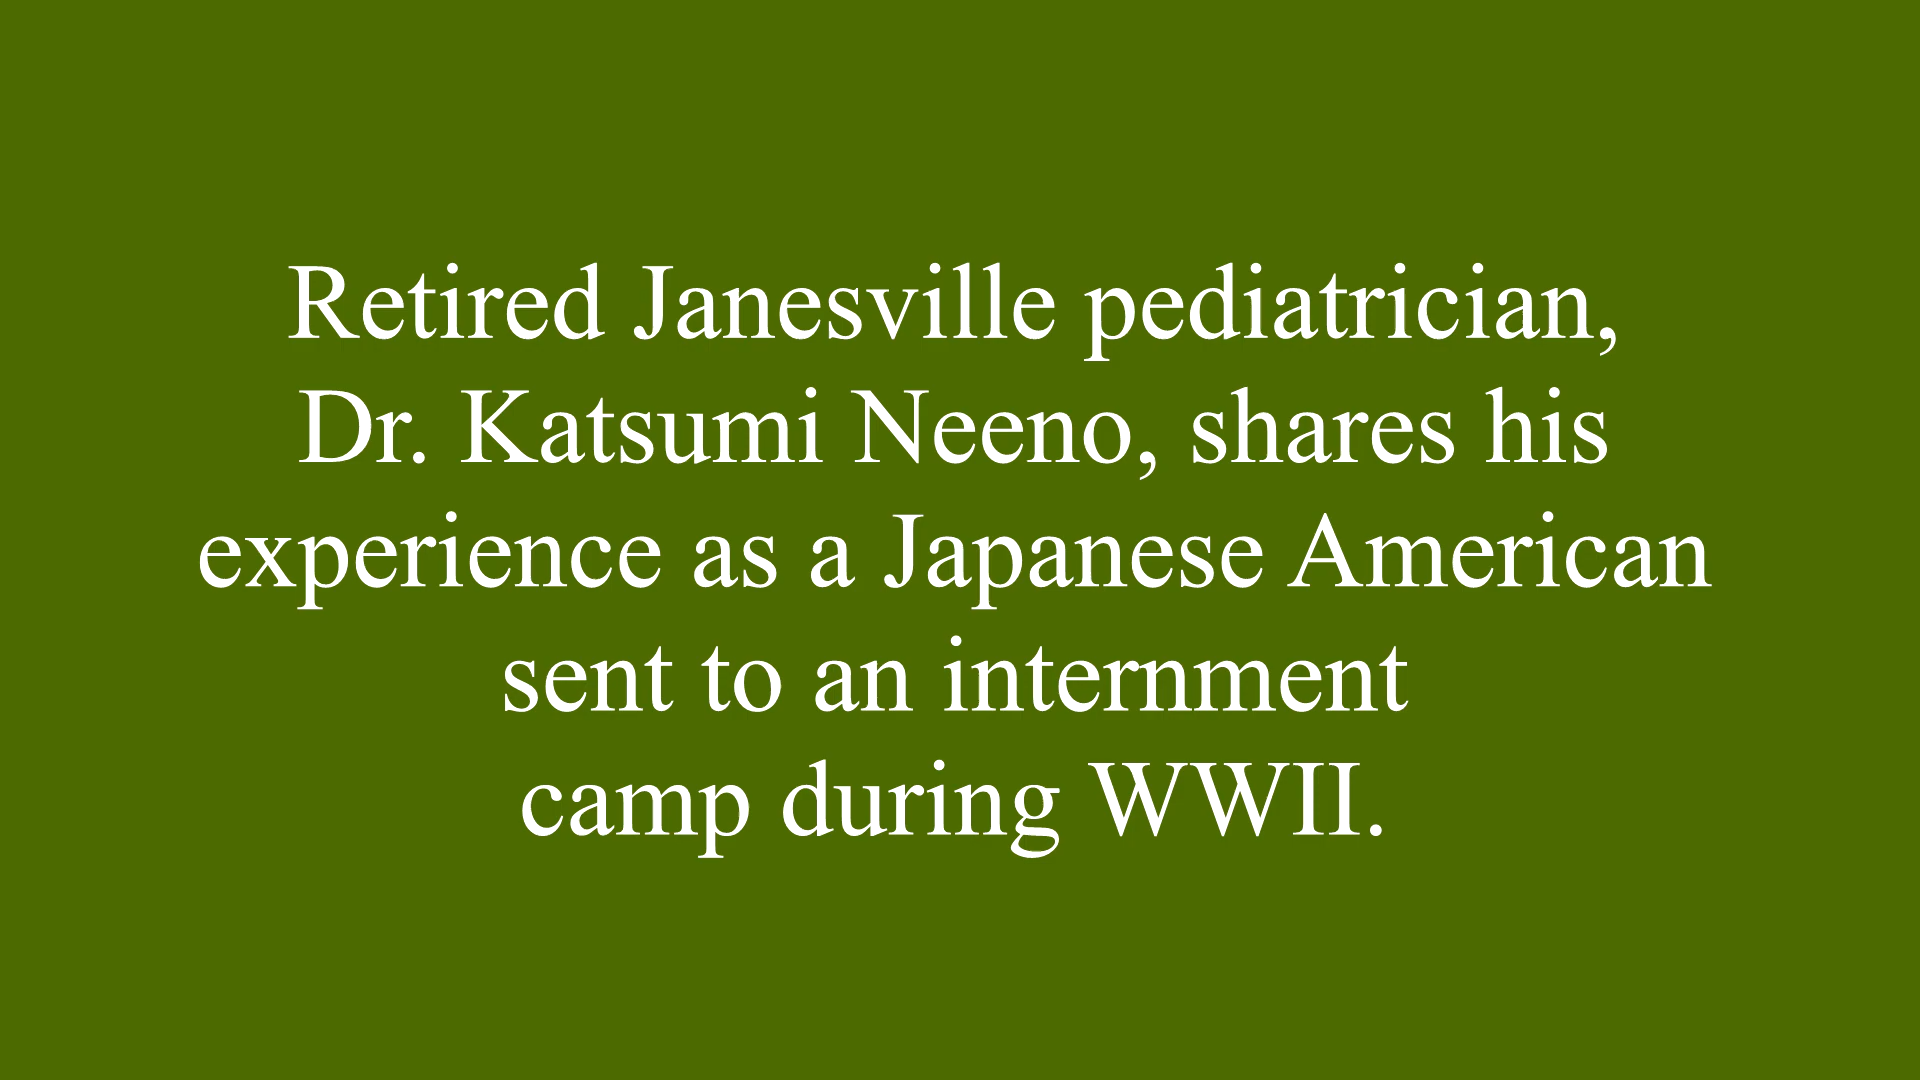 Retired Janesville pediatrician,
Dr. Katsumi Neeno, shares his
experience as a Japanese American
sent to an internment
camp during WWII.